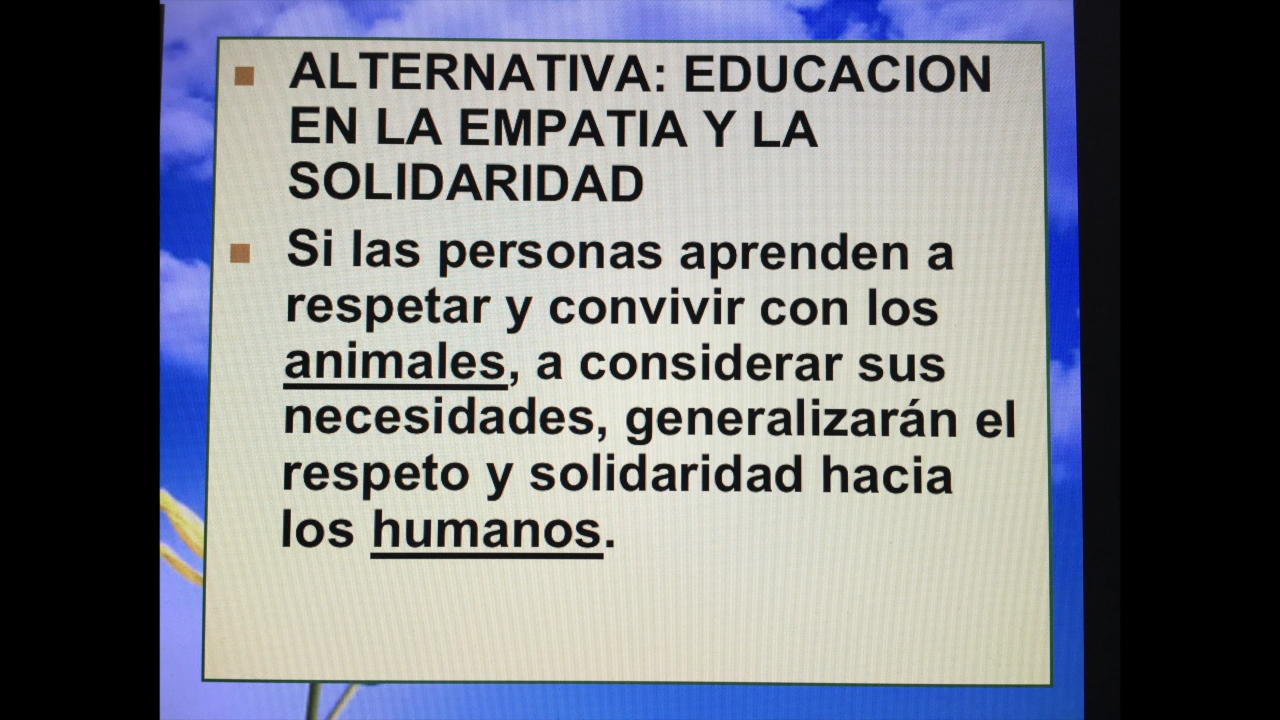 ALTERNATIVA: EDUCACION
EN LA EMPATIA Y LA
SOLIDARIDAD
Si las personas aprenden a
respetar y convivir con los
animales, a considerar sus
necesidades, generalizarán el
respeto y solidaridad hacia
los humanos.